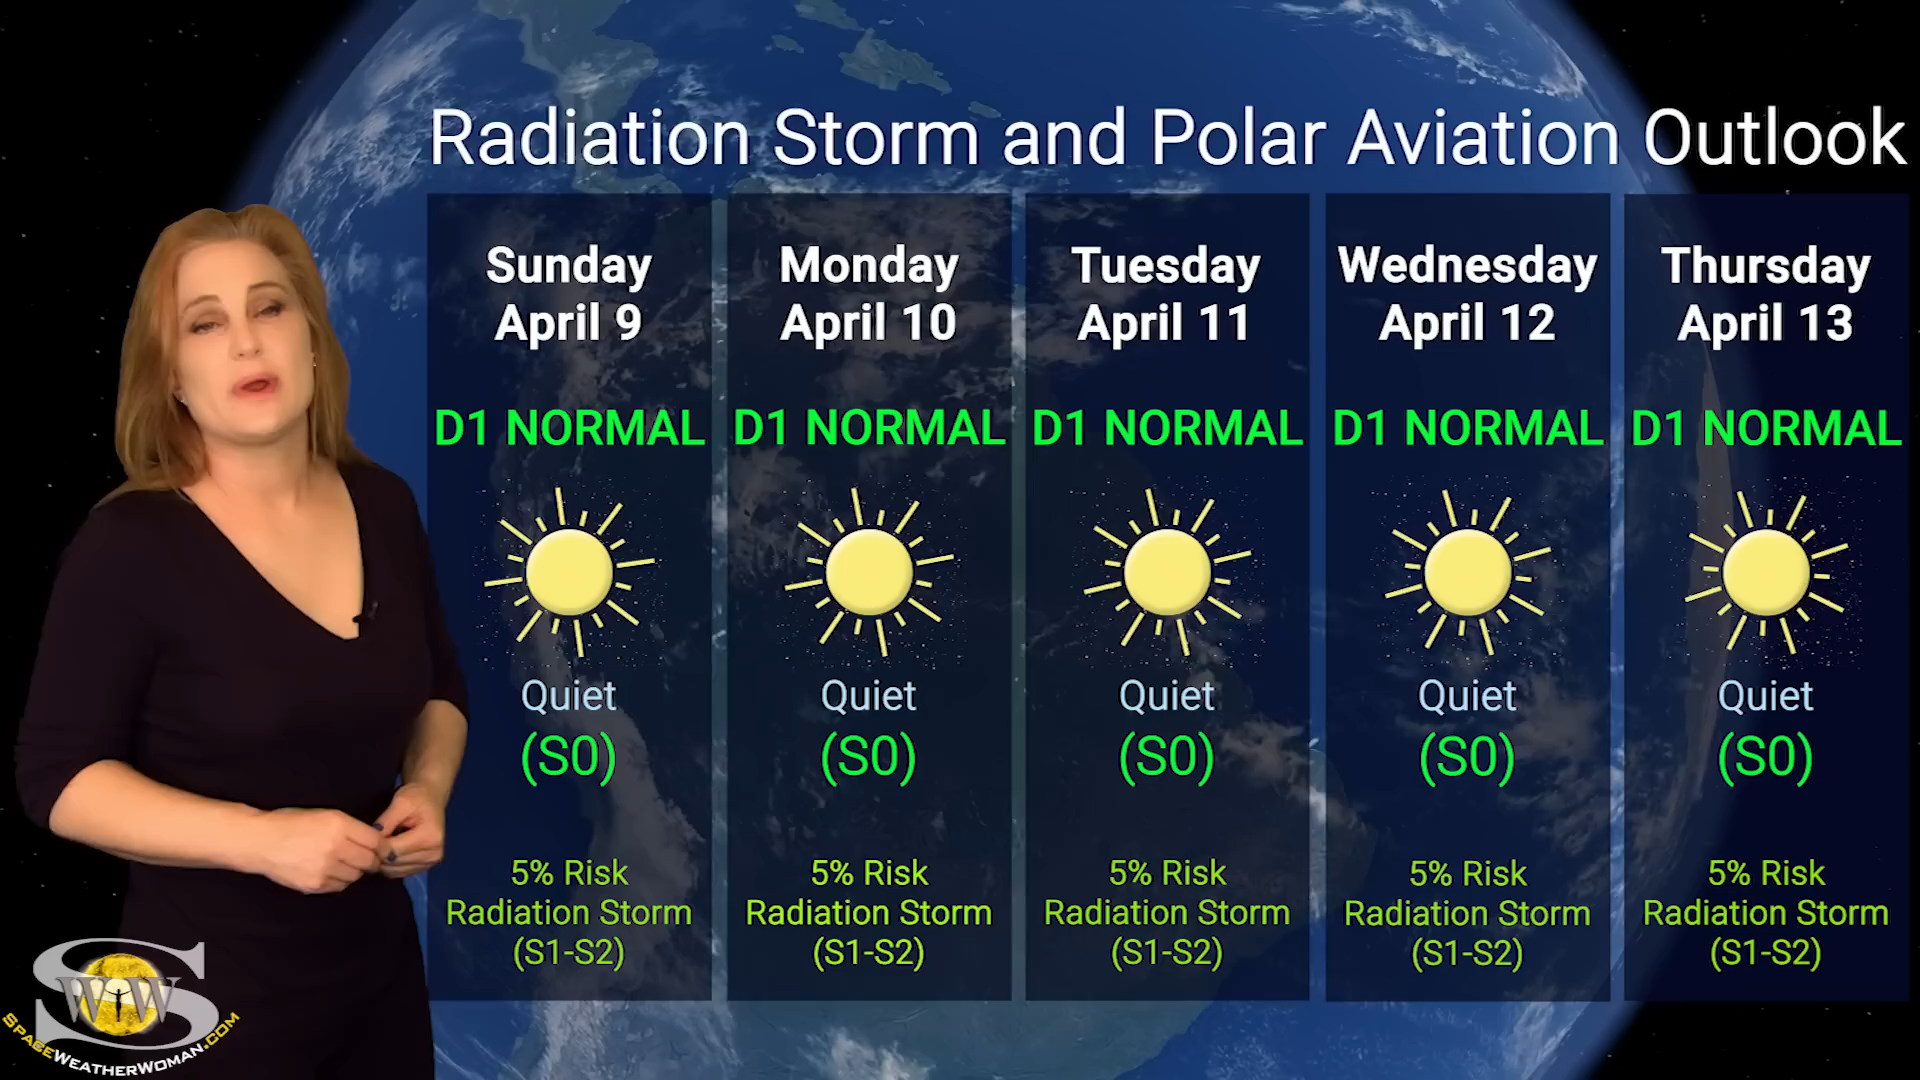 Radiation Storm and Polar Aviation Outlook
Sunday
April 9
D1 NORMAL
Quiet
(S0)
5% Risk
Radiation Storm
(S1-S2)
Monday
April 10
D1 NORMAL
Quiet
(S0)
5% Risk
Radiation Storm
(S1-S2)
Tuesday
April 11
D1 NORMAL
Quiet
(S0)
5% Risk
Radiation Storm
(S1-S2)
Wednesday
April 12
D1 NORMAL
Quiet
(S0)
5% Risk
Radiation Storm
(S1-S2)
Thursday
April 13
D1 NORMAL
Quiet
(S0)
5% Risk
Radiation Storm
(S1-S2)
SWW
SPACEWEATHERWOMAN.COM